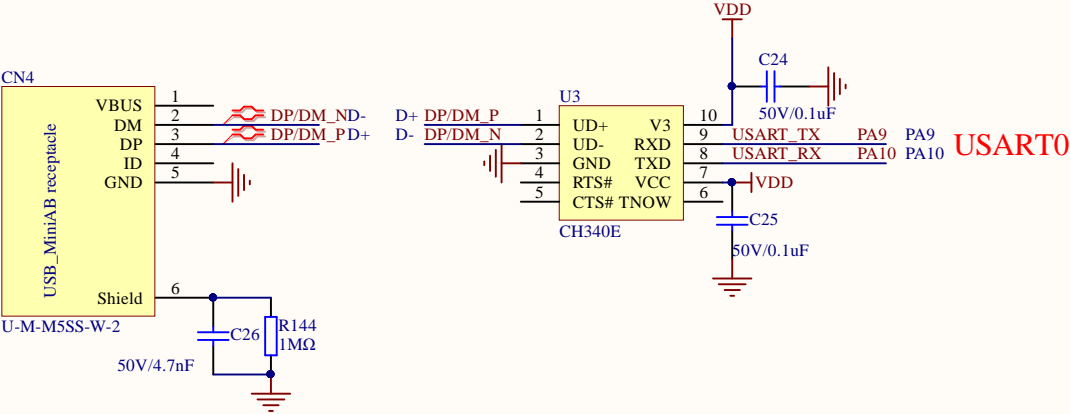 VDD
C24
50V/0.1uF
CN4
USB_MiniAB receptacle
VBUS 1
DM 2 DP/DM_N D-
DP 3 DP/DM_P D+
ID 4
GND 5
Shield 6
U-M-M5SS-W-2
C26
50V/4.7nF
R144
1MΩ
U3
D+ DP/DM_P 1 UD+ V3 10
D- DP/DM_N 2 UD- RXD 9 USART_TX PA9 PA9
3 GND TXD 8 USART_RX PA10 PA10
USART0
4 RTS# VCC 7 VDD
5 CTS# TNOW 6
CH340E
C25
50V/0.1uF